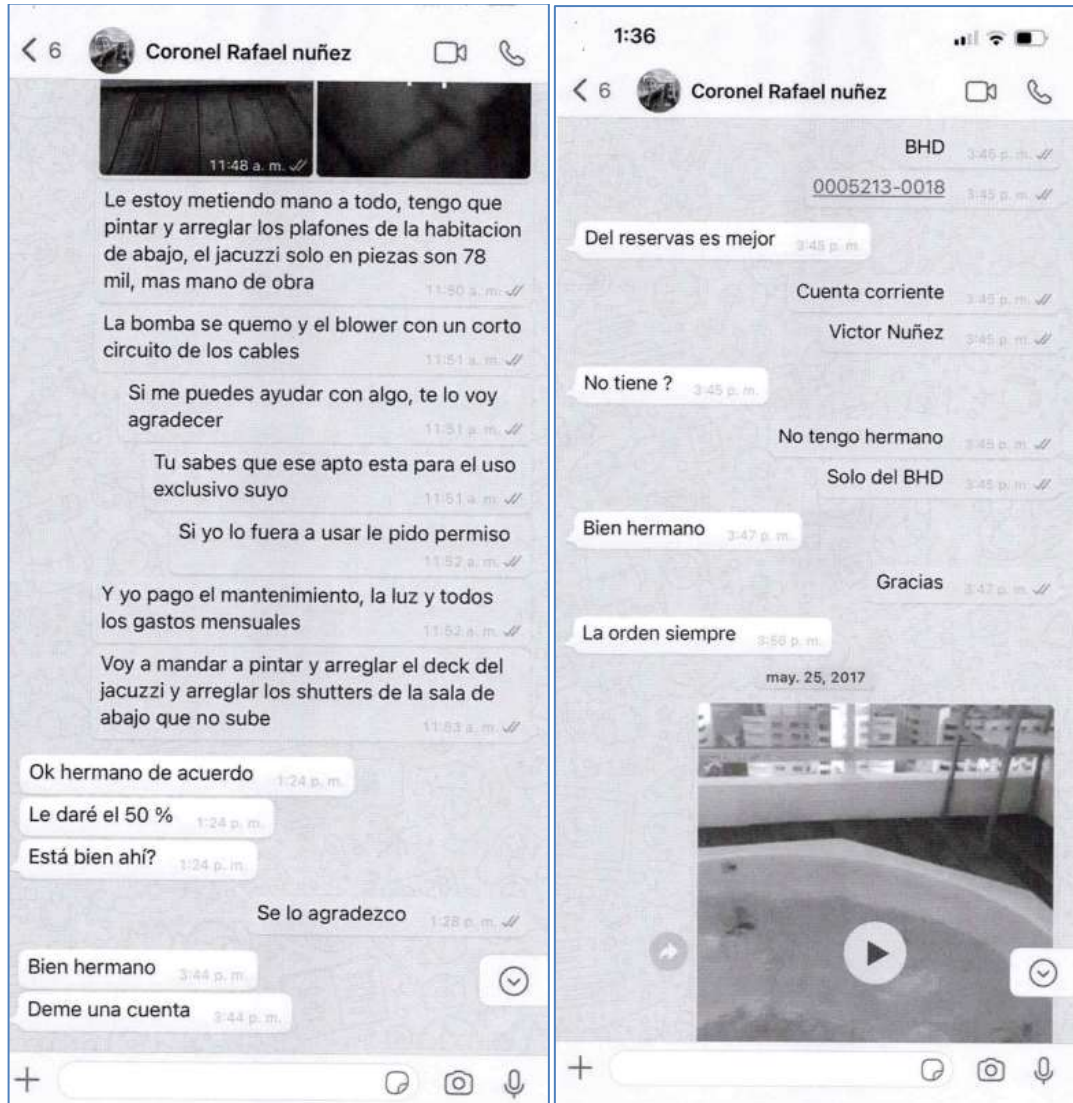 6 Coronel Rafael nuñez
11:48 a. m.
Le estoy metiendo mano a todo, tengo que
pintar y arreglar los plafones de la habitacion
de abajo, el jacuzzi solo en piezas son 78
mil, mas mano de obra
11:50 a. m.
La bomba se quemo y el blower con un corto
circuito de los cables
11:51 a. m.
Si me puedes ayudar con algo, te lo voy
agradecer
11:51 a. m.
Tu sabes que ese apto esta para el uso
exclusivo suyo
11:51 a. m.
Si yo lo fuera a usar le pido permiso
11:52 a. m.
Y yo pago el mantenimiento, la luz y todos
los gastos mensuales
11:52 a. m.
Voy a mandar a pintar y arreglar el deck del
jacuzzi y arreglar los shutters de la sala de
abajo que no sube
11:53 a. m.
Ok hermano de acuerdo 1:24 p. m.
Le daré el 50 % 1:24 p. m.
Está bien ahí? 1:24 p. m.
Se lo agradezco 1:28 p. m.
Bien hermano 3:44 p. m.
Deme una cuenta 3:44 p. m.
1:36
6 Coronel Rafael nuñez
BHD 3:45 p. m.
0005213-0018 3:45 p. m.
Del reservas es mejor 3:45 p. m.
Cuenta corriente 3:45 p. m.
Victor Nuñez 3:45 p. m.
No tiene ? 3:45 p. m.
No tengo hermano 3:45 p. m.
Solo del BHD 3:45 p. m.
Bien hermano 3:47 p. m.
Gracias 3:47 p. m.
La orden siempre 3:56 p. m.
may. 25, 2017